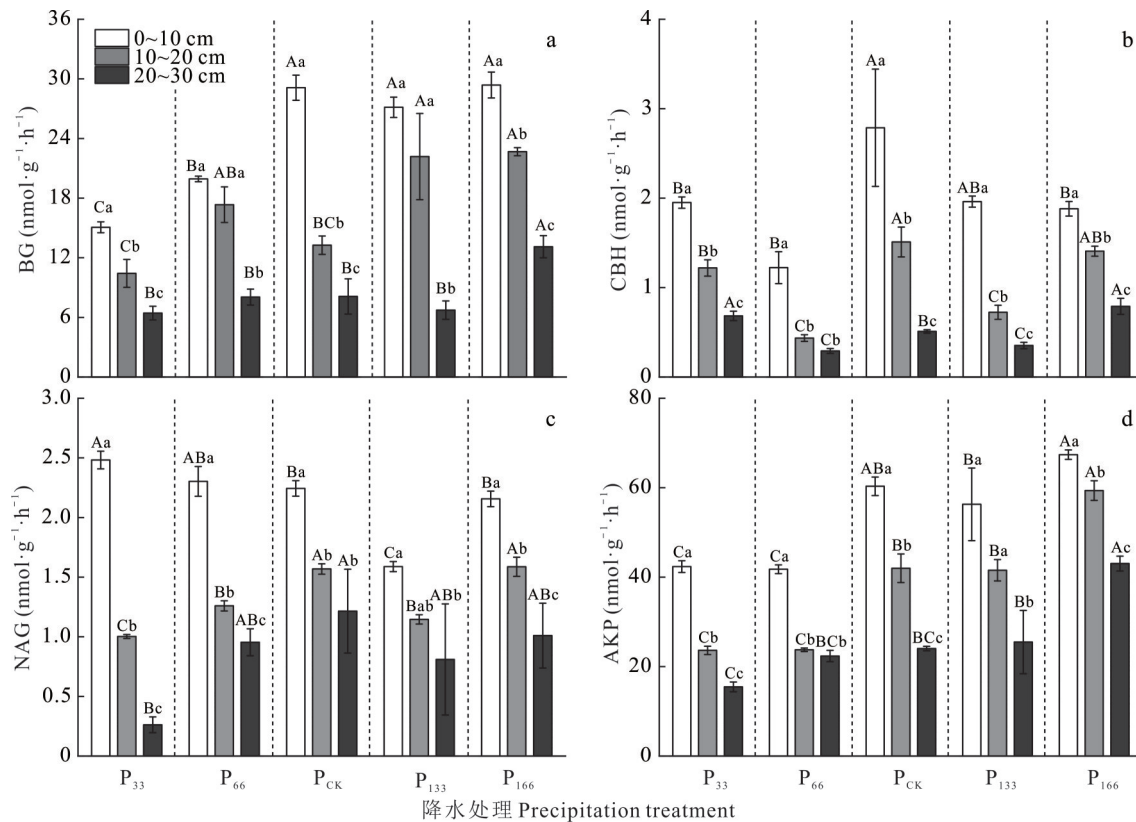 a
0~10 cm
10~20 cm
20~30 cm
BG (nmol·g⁻¹·h⁻¹)
36
30
24
18
12
6
0
Ca Cb Bc
Ba ABa Bb
Aa BCb Bc
Aa Aa Bb
Aa Ab Ac
b
CBH (nmol·g⁻¹·h⁻¹)
4
3
2
1
0
Ba Bb Ac
Ba Cb Cb
Aa Ab Bc
ABa Cb Cc
Ba ABb Ac
c
NAG (nmol·g⁻¹·h⁻¹)
3.0
2.5
2.0
1.5
1.0
0.5
0
Aa Cb Bc
ABa Bb ABc
Ba Ab Ab
Ca Bab ABb
Ba Ab ABc
P₃₃ P₆₆ P_CK P₁₃₃ P₁₆₆
d
AKP (nmol·g⁻¹·h⁻¹)
80
60
40
20
0
Ca Cb Cc
Ca Cb BCb
ABa Bb BCc
Ba Ba Bb
Aa Ab Ac
P₃₃ P₆₆ P_CK P₁₃₃ P₁₆₆
降水处理 Precipitation treatment